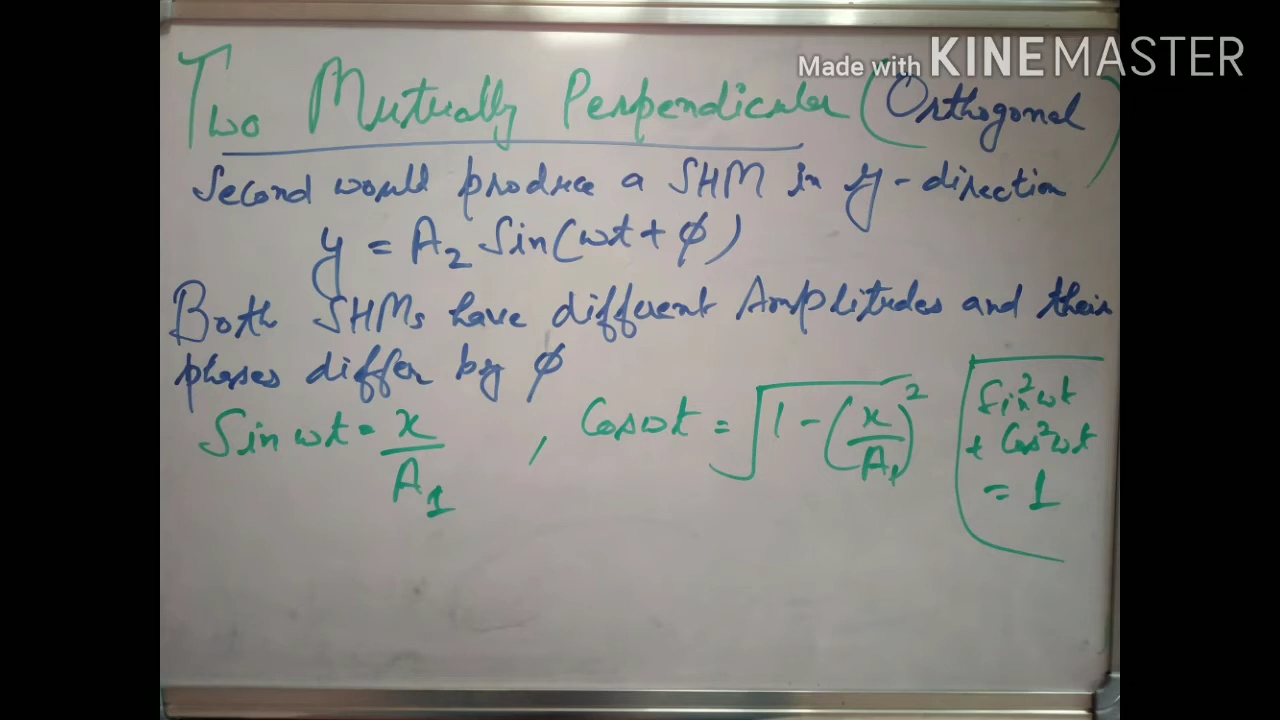 Made with KINEMASTER
Two Mutually Perpendicular (Orthogonal)
Second would produce a SHM in y-direction
y = A₂ Sin(ωt + φ)
Both SHMs have different Amplitudes and their
phases differ by φ
Sin ωt = x/A₁ , Cos ωt = √(1 - (x/A₁)²)
Sin²ωt
+ Cos²ωt
= 1